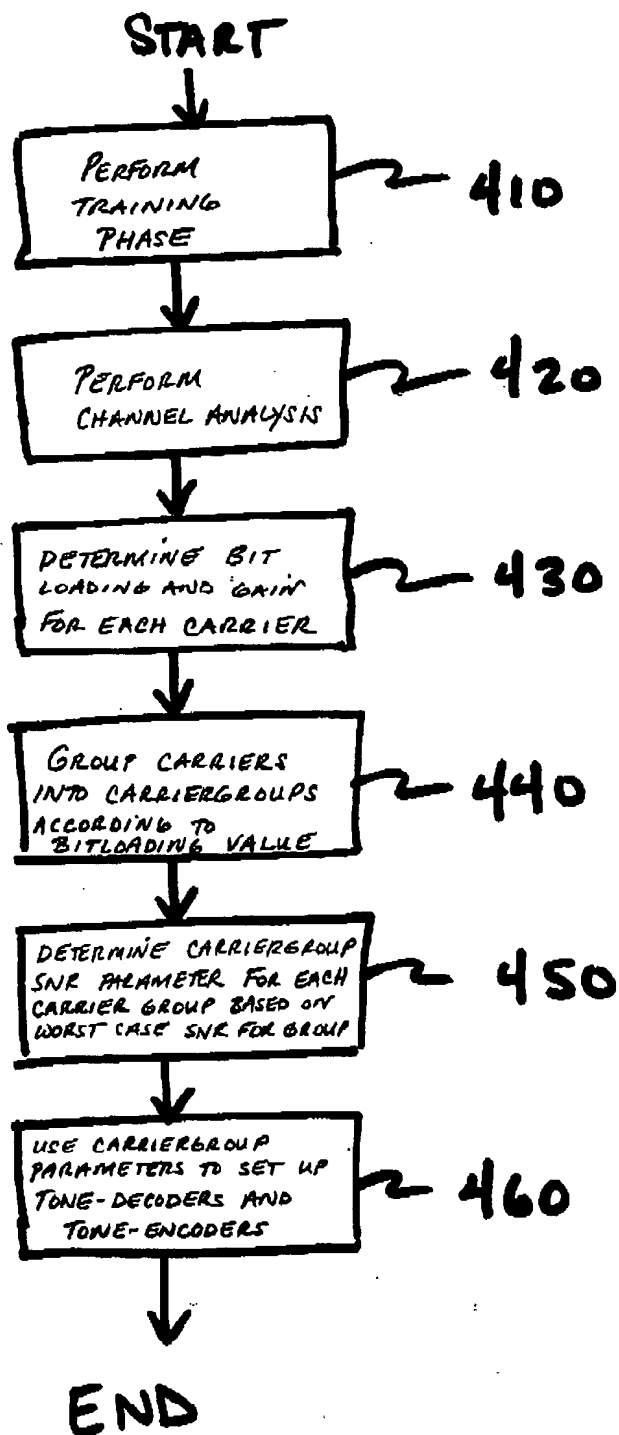 START
PERFORM
TRAINING
PHASE
410
PERFORM
CHANNEL ANALYSIS
420
DETERMINE BIT
LOADING AND GAIN
FOR EACH CARRIER
430
GROUP CARRIERS
INTO CARRIERGROUPS
ACCORDING TO
BITLOADING VALUE
440
DETERMINE CARRIERGROUP
SNR PARAMETER FOR EACH
CARRIER GROUP BASED ON
WORST CASE SNR FOR GROUP
450
USE CARRIERGROUP
PARAMETERS TO SET UP
TONE-DECODERS AND
TONE-ENCODERS
460
END